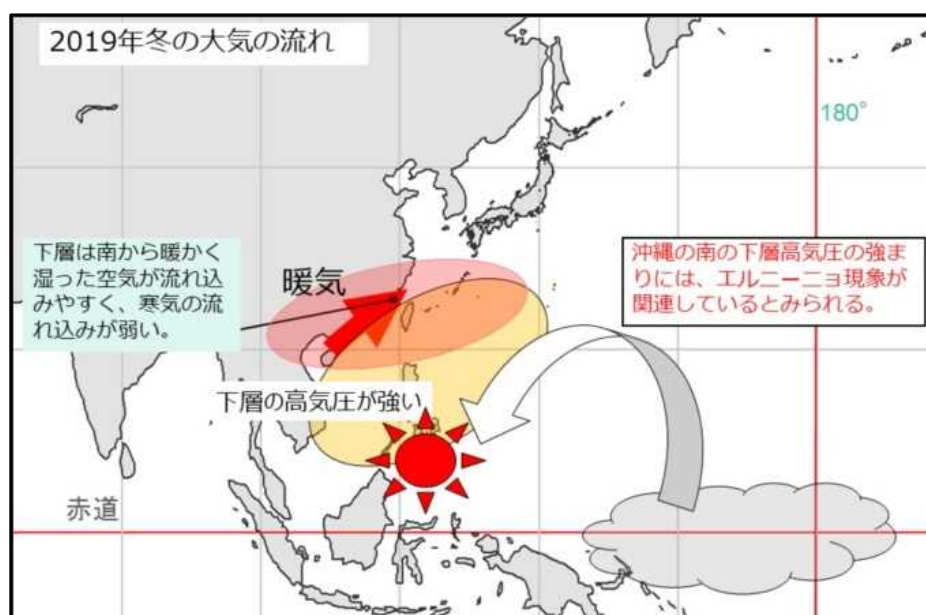 2019年冬の大気の流れ
180°
下層は南から暖かく
湿った空気が流れ込
みやすく、寒気の流
れ込みが弱い。
暖気
沖縄の南の下層高気圧の強ま
りには、エルニーニョ現象が
関連しているとみられる。
下層の高気圧が強い
赤道